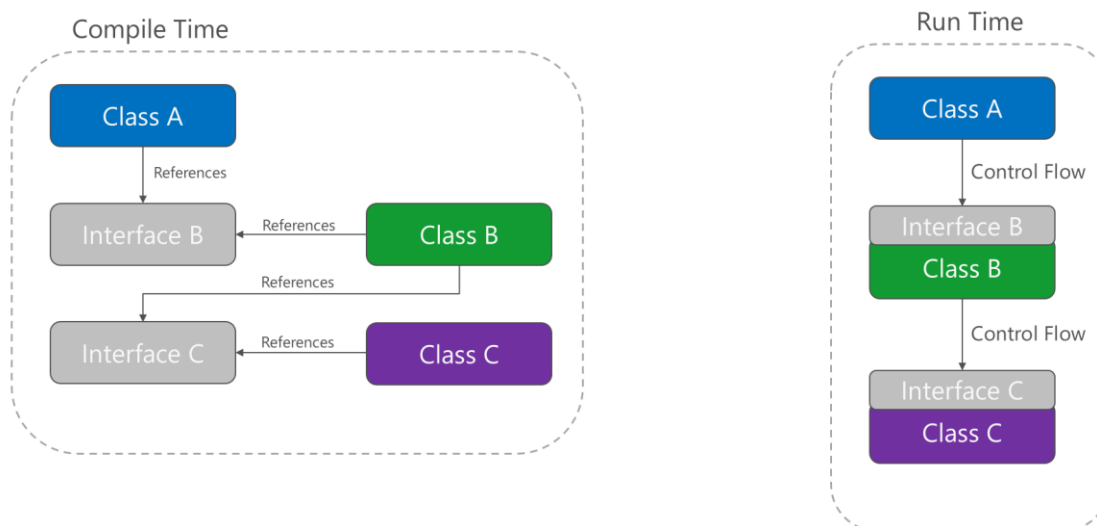 Compile Time
Class A
References
Interface B
References
Class B
References
Interface C
References
Class C
Run Time
Class A
Control Flow
Interface B
Class B
Control Flow
Interface C
Class C